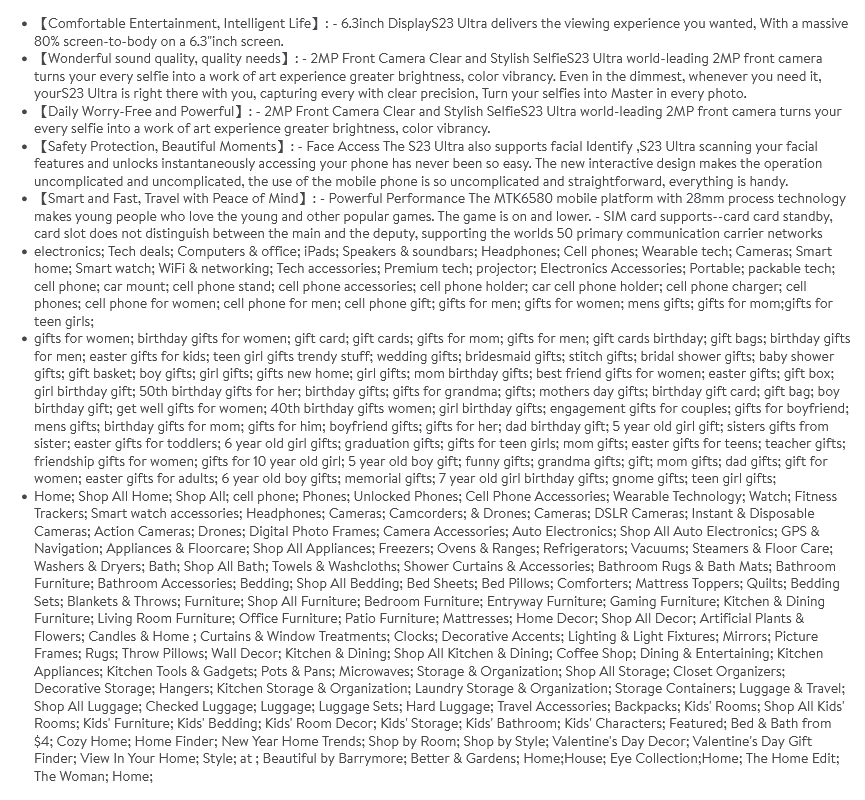 • 【Comfortable Entertainment, Intelligent Life】: - 6.3inch DisplayS23 Ultra delivers the viewing experience you wanted, With a massive
80% screen-to-body on a 6.3"inch screen.
• 【Wonderful sound quality, quality needs】: - 2MP Front Camera Clear and Stylish SelfieS23 Ultra world-leading 2MP front camera
turns your every selfie into a work of art experience greater brightness, color vibrancy. Even in the dimmest, whenever you need it,
yourS23 Ultra is right there with you, capturing every with clear precision, Turn your selfies into Master in every photo.
• 【Daily Worry-Free and Powerful】: - 2MP Front Camera Clear and Stylish SelfieS23 Ultra world-leading 2MP front camera turns your
every selfie into a work of art experience greater brightness, color vibrancy.
• 【Safety Protection, Beautiful Moments】: - Face Access The S23 Ultra also supports facial Identify ,S23 Ultra scanning your facial
features and unlocks instantaneously accessing your phone has never been so easy. The new interactive design makes the operation
uncomplicated and uncomplicated, the use of the mobile phone is so uncomplicated and straightforward, everything is handy.
• 【Smart and Fast, Travel with Peace of Mind】: - Powerful Performance The MTK6580 mobile platform with 28mm process technology
makes young people who love the young and other popular games. The game is on and lower. - SIM card supports--card card standby,
card slot does not distinguish between the main and the deputy, supporting the worlds 50 primary communication carrier networks
• electronics; Tech deals; Computers & office; iPads; Speakers & soundbars; Headphones; Cell phones; Wearable tech; Cameras; Smart
home; Smart watch; WiFi & networking; Tech accessories; Premium tech; projector; Electronics Accessories; Portable; packable tech;
cell phone; car mount; cell phone stand; cell phone accessories; cell phone holder; car cell phone holder; cell phone charger; cell
phones; cell phone for women; cell phone for men; cell phone gift; gifts for men; gifts for women; mens gifts; gifts for mom;gifts for
teen girls;
• gifts for women; birthday gifts for women; gift card; gift cards; gifts for mom; gifts for men; gift cards birthday; gift bags; birthday gifts
for men; easter gifts for kids; teen girl gifts trendy stuff; wedding gifts; bridesmaid gifts; stitch gifts; bridal shower gifts; baby shower
gifts; gift basket; boy gifts; girl gifts; gifts new home; girl gifts; mom birthday gifts; best friend gifts for women; easter gifts; gift box;
girl birthday gift; 50th birthday gifts for her; birthday gifts; gifts for grandma; gifts; mothers day gifts; birthday gift card; gift bag; boy
birthday gift; get well gifts for women; 40th birthday gifts women; girl birthday gifts; engagement gifts for couples; gifts for boyfriend;
mens gifts; birthday gifts for mom; gifts for him; boyfriend gifts; gifts for her; dad birthday gift; 5 year old girl gift; sisters gifts from
sister; easter gifts for toddlers; 6 year old girl gifts; graduation gifts; gifts for teen girls; mom gifts; easter gifts for teens; teacher gifts;
friendship gifts for women; gifts for 10 year old girl; 5 year old boy gift; funny gifts; grandma gifts; gift; mom gifts; dad gifts; gift for
women; easter gifts for adults; 6 year old boy gifts; memorial gifts; 7 year old girl birthday gifts; gnome gifts; teen girl gifts;
• Home; Shop All Home; Shop All; cell phone; Phones; Unlocked Phones; Cell Phone Accessories; Wearable Technology; Watch; Fitness
Trackers; Smart watch accessories; Headphones; Cameras; Camcorders; & Drones; Cameras; DSLR Cameras; Instant & Disposable
Cameras; Action Cameras; Drones; Digital Photo Frames; Camera Accessories; Auto Electronics; Shop All Auto Electronics; GPS &
Navigation; Appliances & Floorcare; Shop All Appliances; Freezers; Ovens & Ranges; Refrigerators; Vacuums; Steamers & Floor Care;
Washers & Dryers; Bath; Shop All Bath; Towels & Washcloths; Shower Curtains & Accessories; Bathroom Rugs & Bath Mats; Bathroom
Furniture; Bathroom Accessories; Bedding; Shop All Bedding; Bed Sheets; Bed Pillows; Comforters; Mattress Toppers; Quilts; Bedding
Sets; Blankets & Throws; Furniture; Shop All Furniture; Bedroom Furniture; Entryway Furniture; Gaming Furniture; Kitchen & Dining
Furniture; Living Room Furniture; Office Furniture; Patio Furniture; Mattresses; Home Decor; Shop All Decor; Artificial Plants &
Flowers; Candles & Home ; Curtains & Window Treatments; Clocks; Decorative Accents; Lighting & Light Fixtures; Mirrors; Picture
Frames; Rugs; Throw Pillows; Wall Decor; Kitchen & Dining; Shop All Kitchen & Dining; Coffee Shop; Dining & Entertaining; Kitchen
Appliances; Kitchen Tools & Gadgets; Pots & Pans; Microwaves; Storage & Organization; Shop All Storage; Closet Organizers;
Decorative Storage; Hangers; Kitchen Storage & Organization; Laundry Storage & Organization; Storage Containers; Luggage & Travel;
Shop All Luggage; Checked Luggage; Luggage; Luggage Sets; Hard Luggage; Travel Accessories; Backpacks; Kids' Rooms; Shop All Kids'
Rooms; Kids' Furniture; Kids' Bedding; Kids' Room Decor; Kids' Storage; Kids' Bathroom; Kids' Characters; Featured; Bed & Bath from
$4; Cozy Home; Home Finder; New Year Home Trends; Shop by Room; Shop by Style; Valentine's Day Decor; Valentine's Day Gift
Finder; View In Your Home; Style; at ; Beautiful by Barrymore; Better & Gardens; Home;House; Eye Collection;Home; The Home Edit;
The Woman; Home;